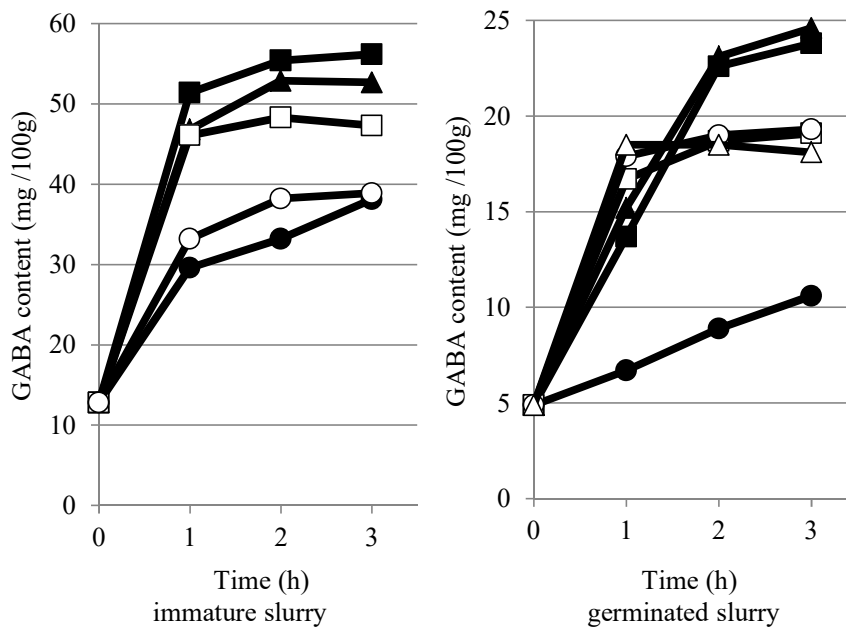 GABA content (mg /100g)
60
50
40
30
20
10
0
0 1 2 3
Time (h)
immature slurry
GABA content (mg /100g)
25
20
15
10
5
0
0 1 2 3
Time (h)
germinated slurry